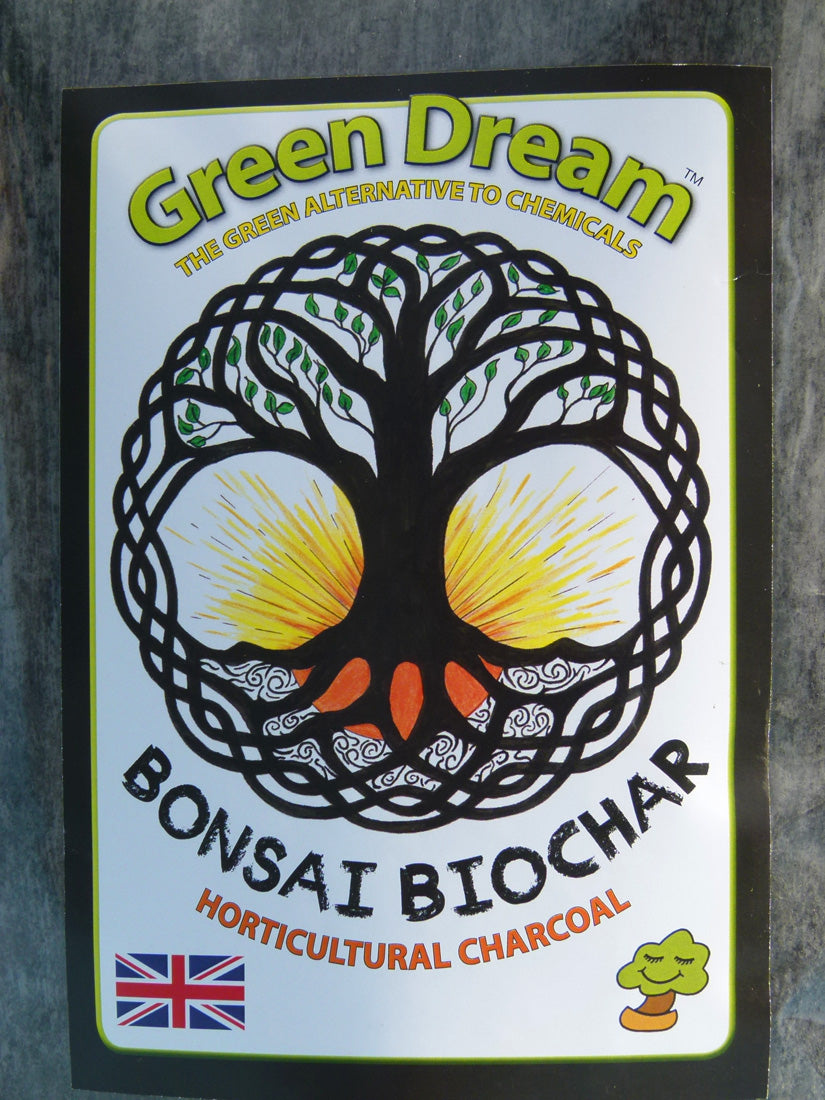 Green Dream™
THE GREEN ALTERNATIVE TO CHEMICALS
BONSAI BIOCHAR
HORTICULTURAL CHARCOAL